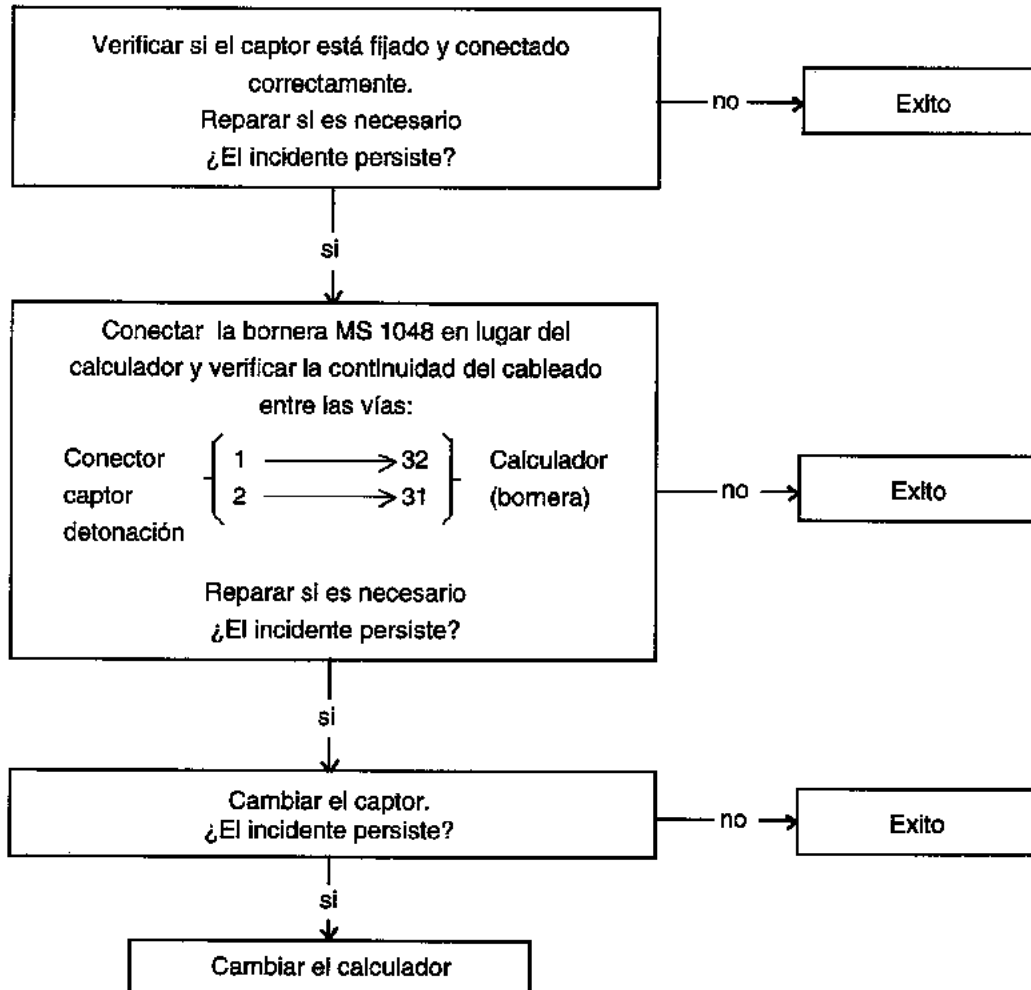 Verificar si el captor está fijado y conectado
correctamente.
Reparar si es necesario
¿El incidente persiste?
no
Exito
si
Conectar la bornera MS 1048 en lugar del
calculador y verificar la continuidad del cableado
entre las vías:
Conector
captor
detonación
1 32
2 31
Calculador
(bornera)
Reparar si es necesario
¿El incidente persiste?
no
Exito
si
Cambiar el captor.
¿El incidente persiste?
no
Exito
si
Cambiar el calculador